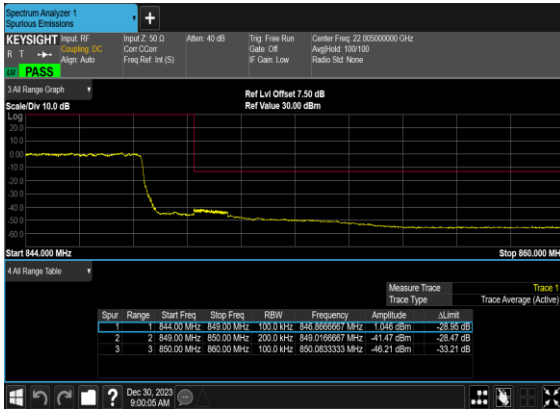 Spectrum Analyzer 1
Spurious Emissions
+
KEYSIGHT Input: RF Input Z: 50 Ω Atten: 40 dB Trig: Free Run Center Freq: 22.005000000 GHz
R T Coupling: DC Corr CCorr Gate: Off Avg|Hold: 100/100
Align: Auto Freq Ref: Int (S) IF Gain: Low Radio Std: None
LXI PASS
3 All Range Graph
Ref Lvl Offset 7.50 dB
Scale/Div 10.0 dB Ref Value 30.00 dBm
Log
20.0
10.0
0.00
-10.0
-20.0
-30.0
-40.0
-50.0
-60.0
Start 844.000 MHz Stop 860.000 MH
4 All Range Table
Measure Trace Trace 1
Trace Type Trace Average (Active)
Spur Range Start Freq Stop Freq RBW Frequency Amplitude ΔLimit
1 1 844.00 MHz 849.00 MHz 100.0 kHz 846.8666667 MHz 1.046 dBm -28.95 dB
2 2 849.00 MHz 850.00 MHz 200.0 kHz 849.0166667 MHz -41.47 dBm -28.47 dB
3 3 850.00 MHz 860.00 MHz 100.0 kHz 850.0833333 MHz -46.21 dBm -33.21 dB
? Dec 30, 2023
9:00:05 AM